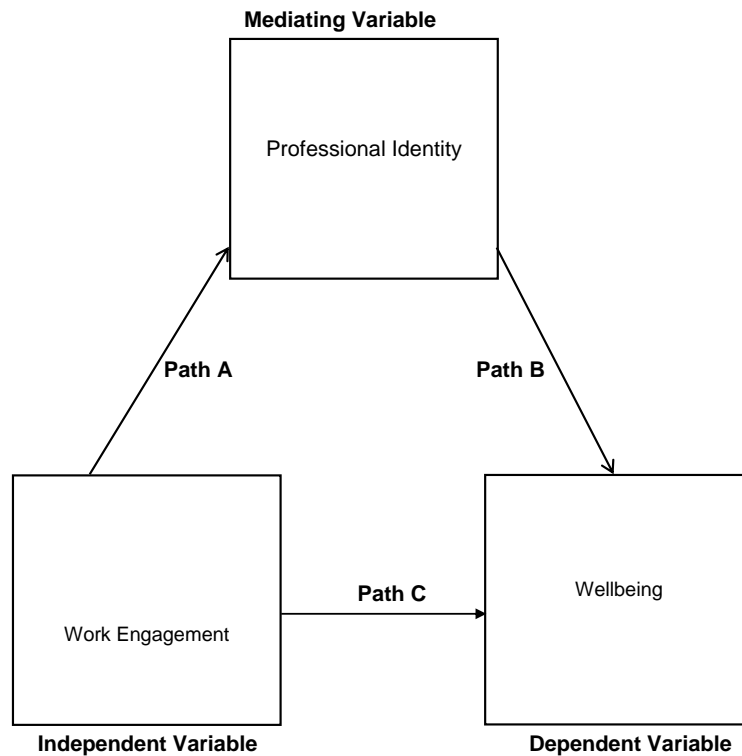 Mediating Variable
Professional Identity
Path A
Path B
Path C
Work Engagement
Wellbeing
Independent Variable
Dependent Variable